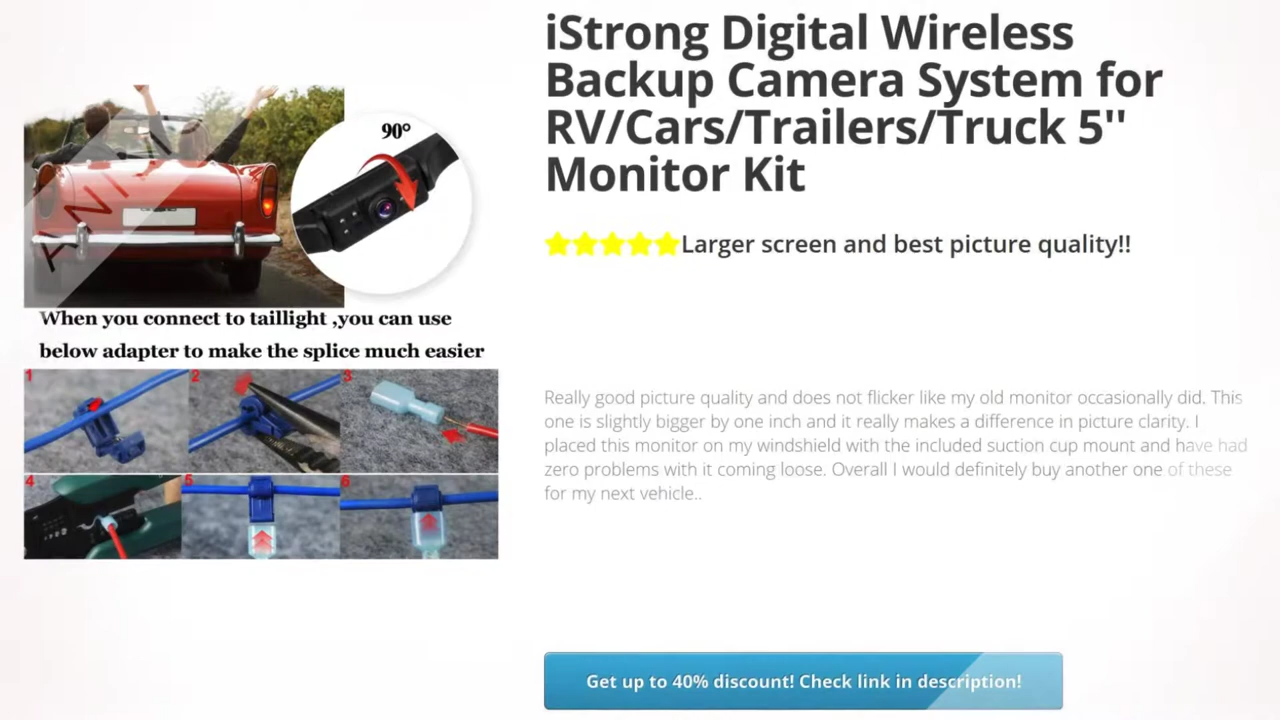 iStrong Digital Wireless
Backup Camera System for
RV/Cars/Trailers/Truck 5''
Monitor Kit
Larger screen and best picture quality!!
90°
When you connect to taillight ,you can use
below adapter to make the splice much easier
1
2
3
4
5
6
Really good picture quality and does not flicker like my old monitor occasionally did. This
one is slightly bigger by one inch and it really makes a difference in picture clarity. I
placed this monitor on my windshield with the included suction cup mount and have had
zero problems with it coming loose. Overall I would definitely buy another one of these
for my next vehicle..
Get up to 40% discount! Check link in description!